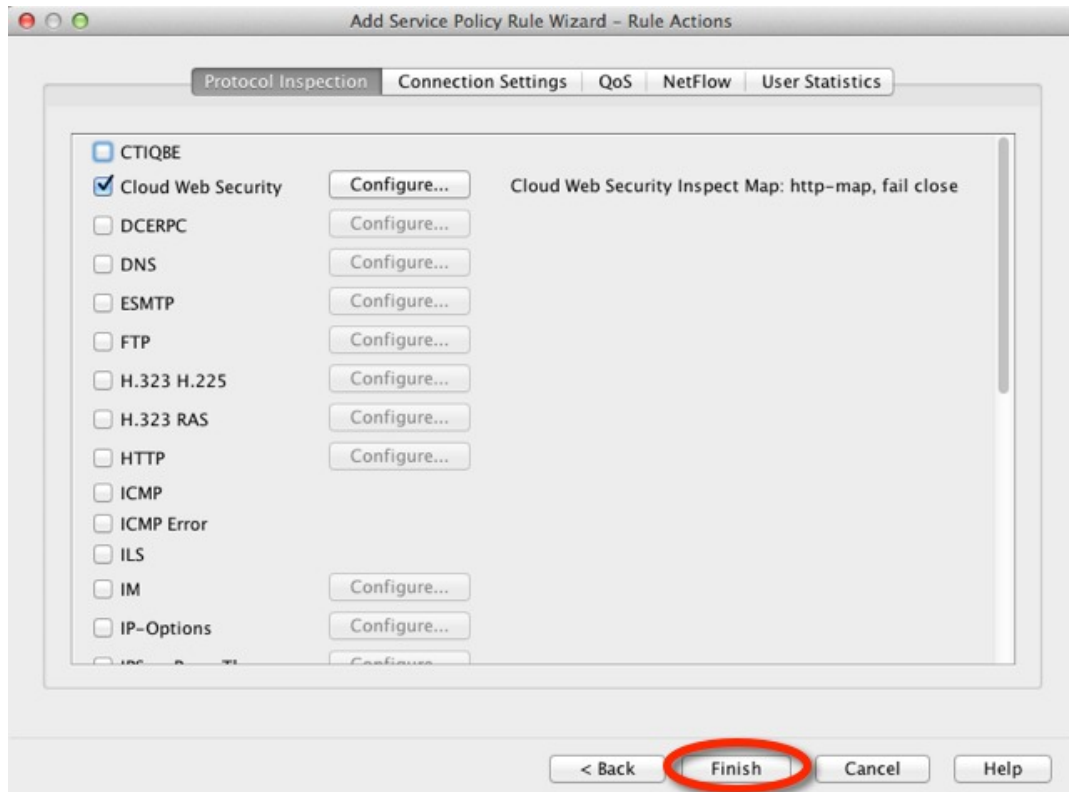 Add Service Policy Rule Wizard – Rule Actions
Protocol Inspection Connection Settings QoS NetFlow User Statistics
CTIQBE
Cloud Web Security Configure... Cloud Web Security Inspect Map: http-map, fail close
DCERPC Configure...
DNS Configure...
ESMTP Configure...
FTP Configure...
H.323 H.225 Configure...
H.323 RAS Configure...
HTTP Configure...
ICMP
ICMP Error
ILS
IM Configure...
IP-Options Configure...
Configure...
< Back Finish Cancel Help